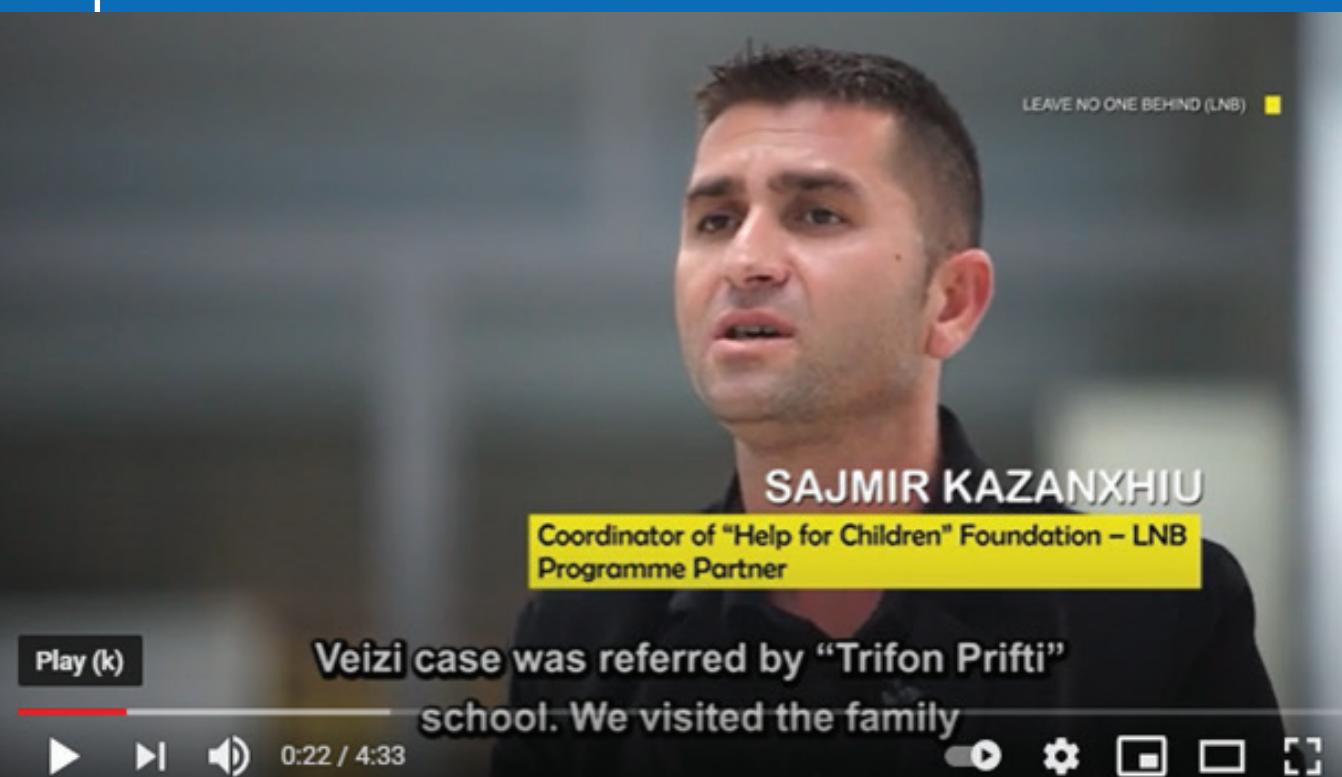 LEAVE NO ONE BEHIND (LNB)
SAJMIR KAZANXHIU
Coordinator of “Help for Children” Foundation – LNB
Programme Partner
Play (k)
Veizi case was referred by “Trifon Prifti”
school. We visited the family
0:22 / 4:33